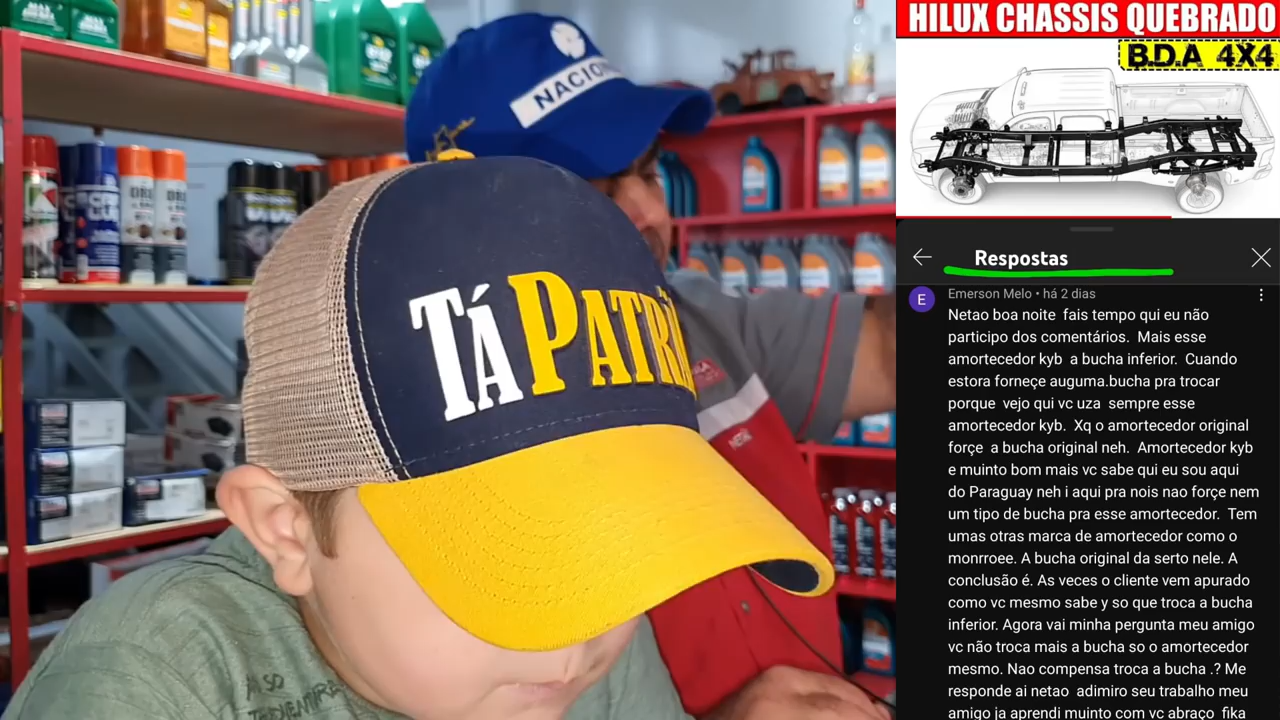 HILUX CHASSIS QUEBRADO
B.D.A 4X4
NACIO
TÁPATRI
Respostas
E
Emerson Melo • há 2 dias
Netao boa noite fais tempo qui eu não
participo dos comentários. Mais esse
amortecedor kyb a bucha inferior. Cuando
estora forneçe auguma.bucha pra trocar
porque vejo qui vc uza sempre esse
amortecedor kyb. Xq o amortecedor original
forçe a bucha original neh. Amortecedor kyb
e muinto bom mais vc sabe qui eu sou aqui
do Paraguay neh i aqui pra nois nao forçe nem
um tipo de bucha pra esse amortecedor. Tem
umas otras marca de amortecedor como o
monrroee. A bucha original da serto nele. A
conclusão é. As veces o cliente vem apurado
como vc mesmo sabe y so que troca a bucha
inferior. Agora vai minha pergunta meu amigo
vc não troca mais a bucha so o amortecedor
mesmo. Nao compensa troca a bucha .? Me
responde ai netao adimiro seu trabalho meu
amigo ja aprendi muinto com vc abraço fika